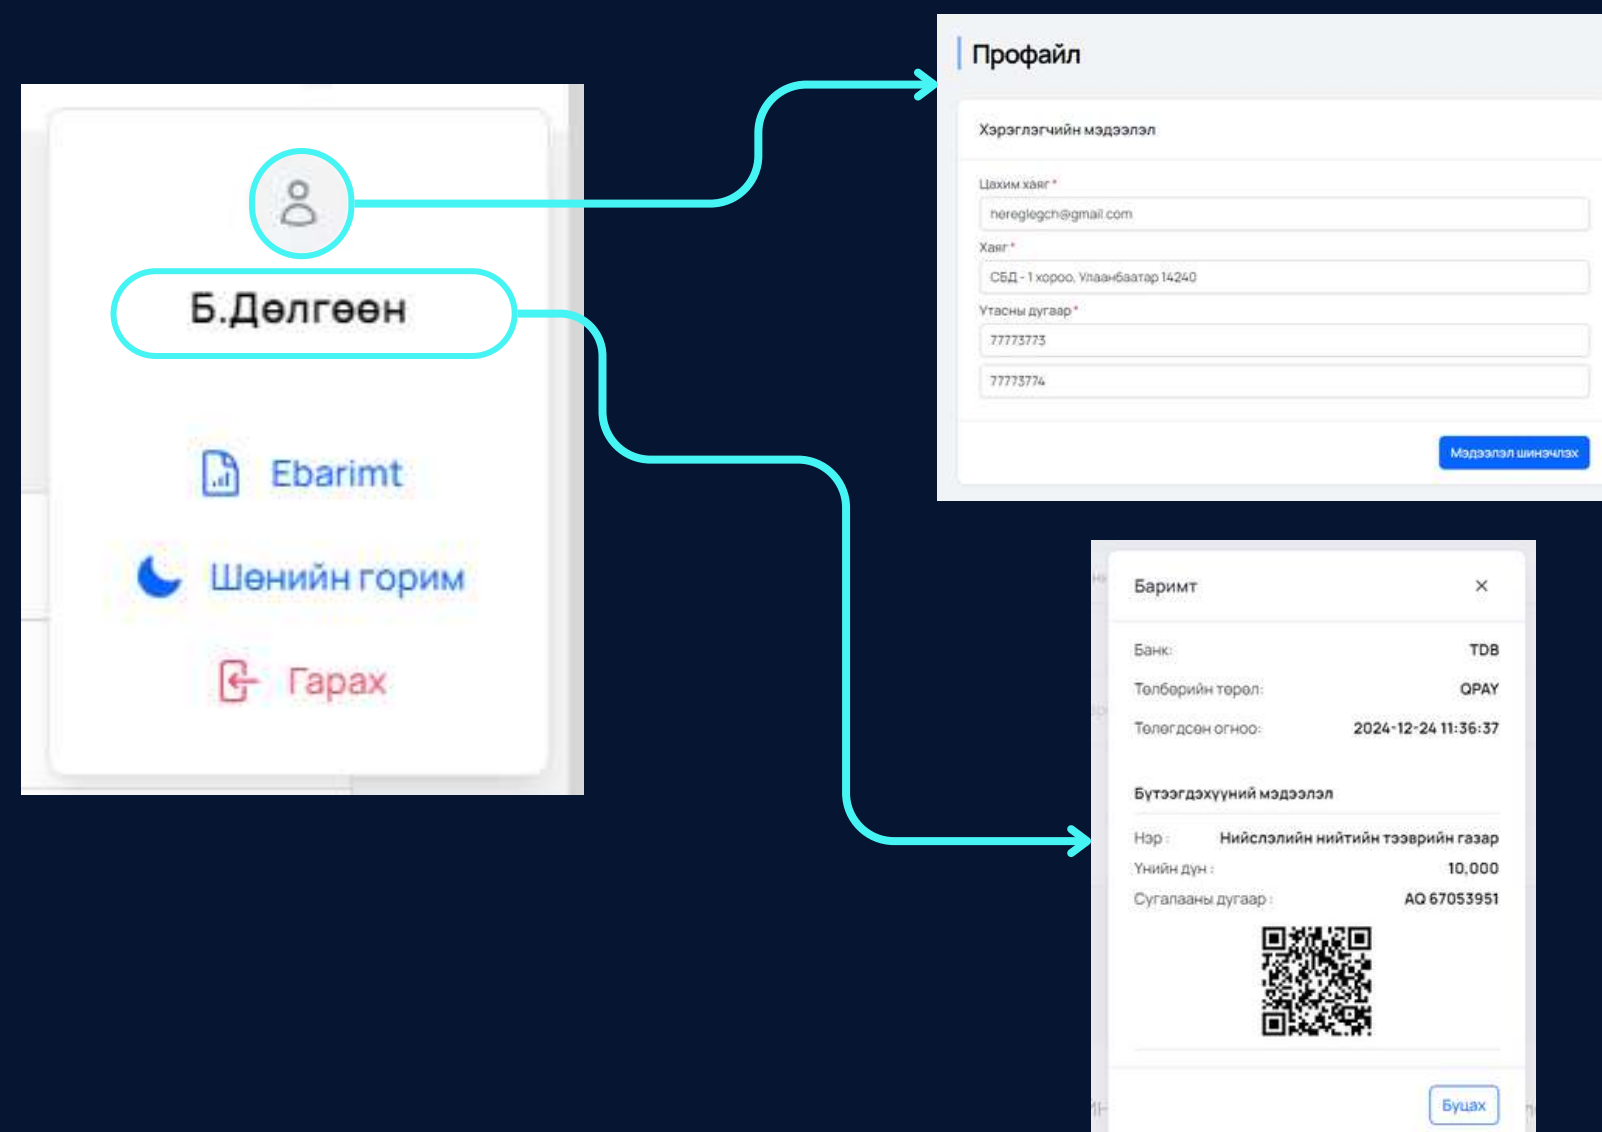 Б.Дөлгөөн
Ebarimt
Шөнийн горим
Гарах
Профайл
Хэрэглэгчийн мэдээлэл
Цахим хаяг *
hereglegch@gmail.com
Хаяг *
СБД - 1 хороо, Улаанбаатар 14240
Утасны дугаар *
77773773
77773774
Мэдээлэл шинэчлэх
Баримт
Банк: TDB
Төлбөрийн төрөл: QPAY
Төлөгдсөн огноо: 2024-12-24 11:36:37
Бүтээгдэхүүний мэдээлэл
Нэр : Нийслэлийн нийтийн тээврийн газар
Үнийн дүн : 10,000
Сугалааны дугаар : AQ 67053951
Буцах